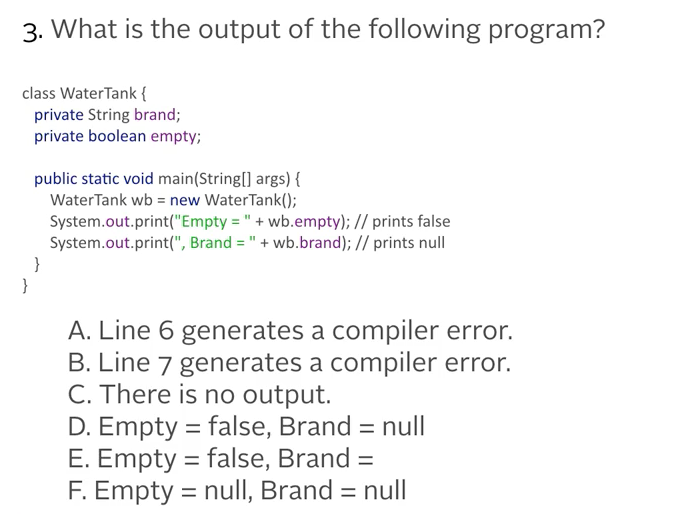 3. What is the output of the following program?
class WaterTank {
private String brand;
private boolean empty;
public static void main(String[] args) {
WaterTank wb = new WaterTank();
System.out.print("Empty = " + wb.empty); // prints false
System.out.print(", Brand = " + wb.brand); // prints null
}
}
A. Line 6 generates a compiler error.
B. Line 7 generates a compiler error.
C. There is no output.
D. Empty = false, Brand = null
E. Empty = false, Brand =
F. Empty = null, Brand = null